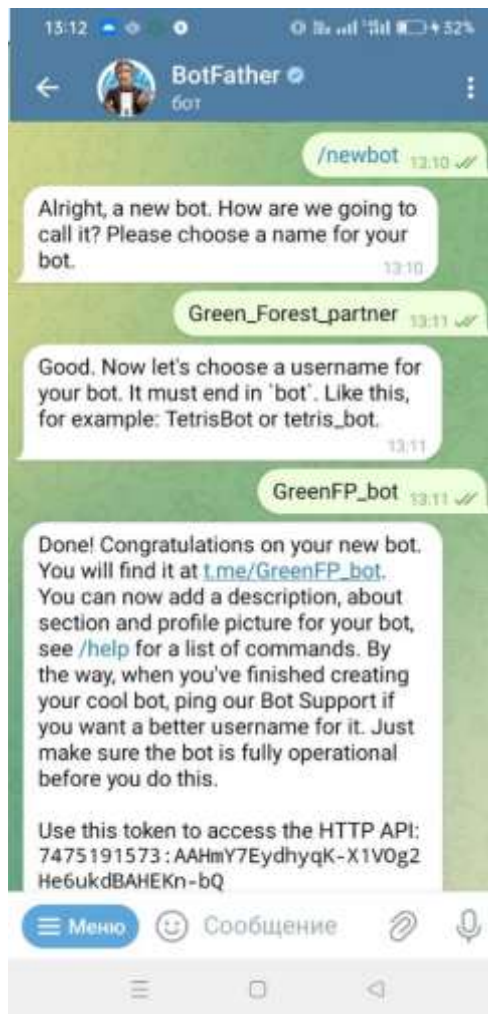 13:12
52%
BotFather
бот
/newbot 13:10
Alright, a new bot. How are we going to
call it? Please choose a name for your
bot.
13:10
Green_Forest_partner 13:11
Good. Now let's choose a username for
your bot. It must end in `bot`. Like this,
for example: TetrisBot or tetris_bot.
13:11
GreenFP_bot 13:11
Done! Congratulations on your new bot.
You will find it at t.me/GreenFP_bot.
You can now add a description, about
section and profile picture for your bot,
see /help for a list of commands. By
the way, when you've finished creating
your cool bot, ping our Bot Support if
you want a better username for it. Just
make sure the bot is fully operational
before you do this.
Use this token to access the HTTP API:
7475191573:AAHmY7EydhyqK-X1VOg2
He6ukdBAHEKn-bQ
Меню
Сообщение